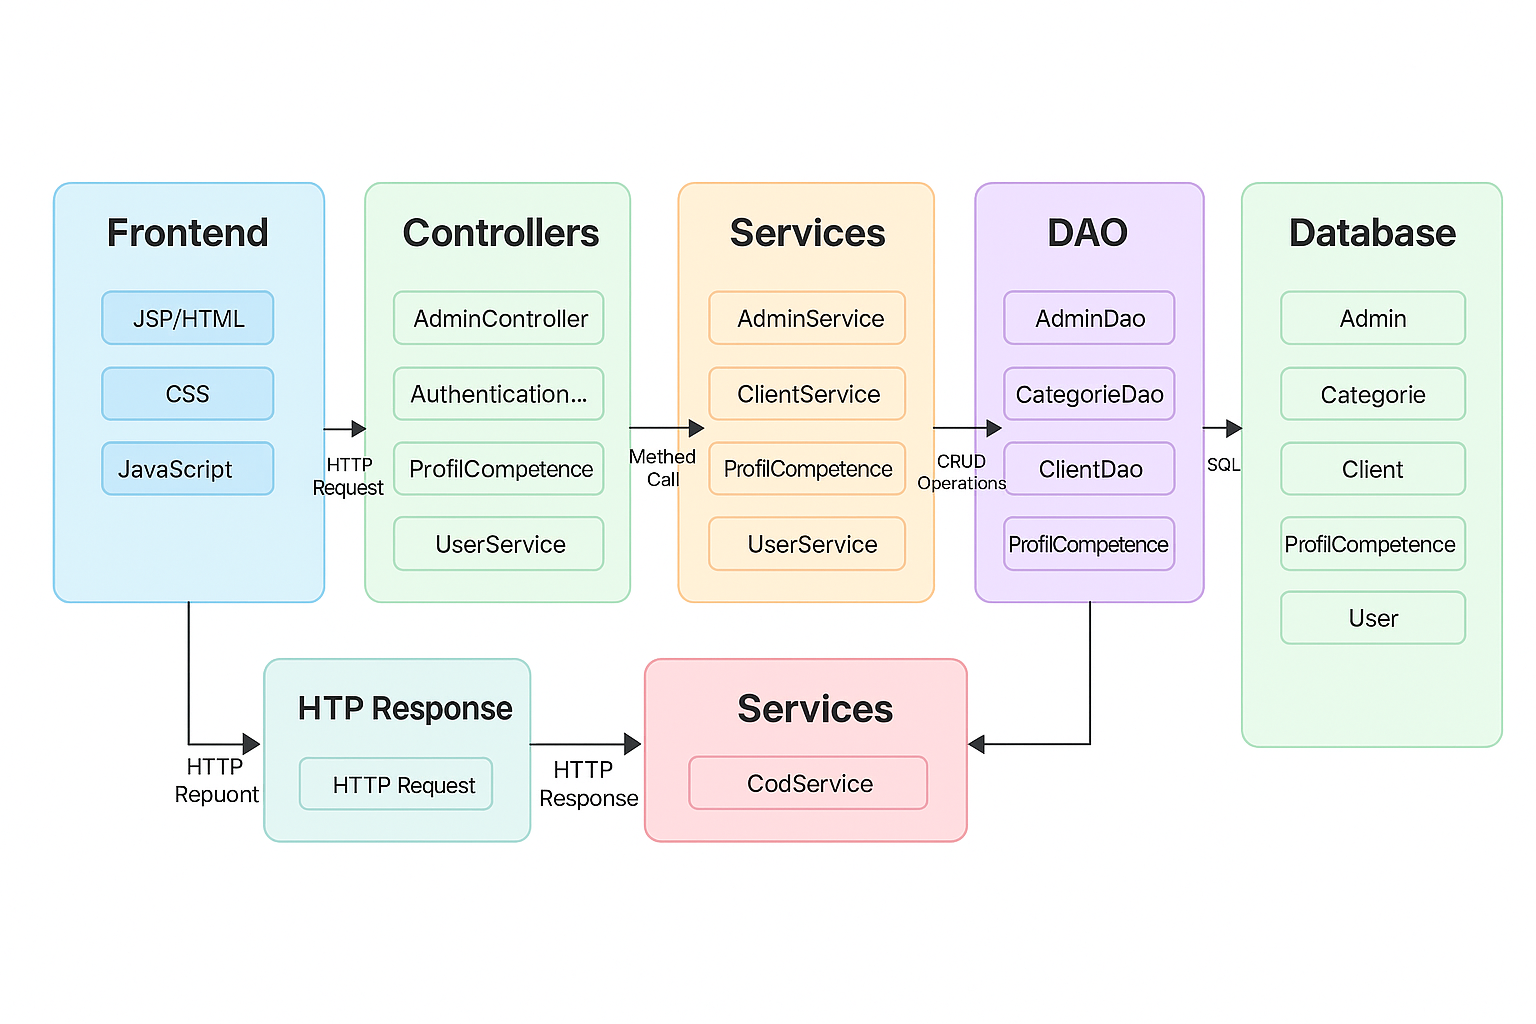 Frontend
JSP/HTML
CSS
JavaScript
HTTP
Request
Controllers
AdminController
Authentication...
ProfilCompetence
UserService
Methed
Call
Services
AdminService
ClientService
ProfilCompetence
UserService
CRUD
Operations
DAO
AdminDao
CategorieDao
ClientDao
ProfilCompetence
SQL
Database
Admin
Categorie
Client
ProfilCompetence
User
HTTP
Repuont
HTP Response
HTTP Request
HTTP
Response
Services
CodService